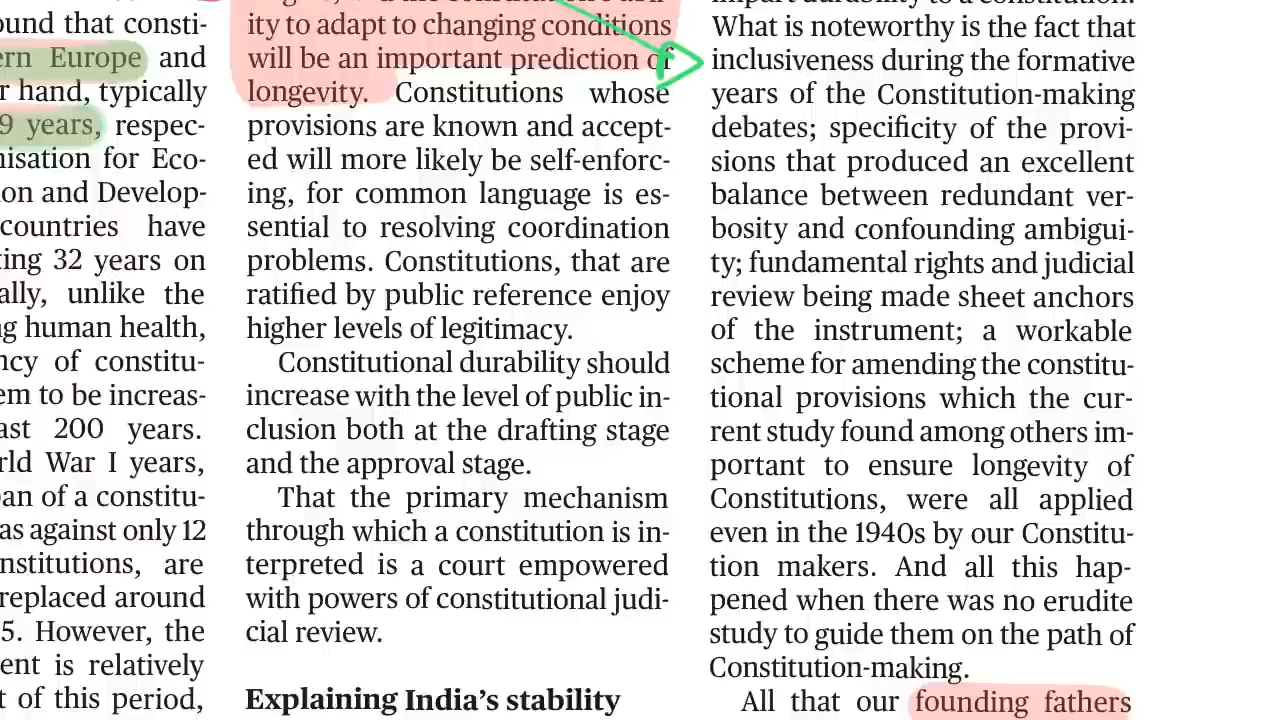 ound that consti-
ern Europe and
r hand, typically
9 years, respec-
nisation for Eco-
on and Develop-
countries have
ting 32 years on
ally, unlike the
ng human health,
ncy of constitu-
em to be increas-
ast 200 years.
rld War I years,
pan of a constitu-
as against only 12
nstitutions, are
replaced around
5. However, the
ent is relatively
t of this period,
ity to adapt to changing conditions
will be an important prediction of
longevity. Constitutions whose
provisions are known and accept-
ed will more likely be self-enforc-
ing, for common language is es-
sential to resolving coordination
problems. Constitutions, that are
ratified by public reference enjoy
higher levels of legitimacy.
Constitutional durability should
increase with the level of public in-
clusion both at the drafting stage
and the approval stage.
That the primary mechanism
through which a constitution is in-
terpreted is a court empowered
with powers of constitutional judi-
cial review.
Explaining India's stability
impart durability to a constitution.
What is noteworthy is the fact that
inclusiveness during the formative
years of the Constitution-making
debates; specificity of the provi-
sions that produced an excellent
balance between redundant ver-
bosity and confounding ambigui-
ty; fundamental rights and judicial
review being made sheet anchors
of the instrument; a workable
scheme for amending the constitu-
tional provisions which the cur-
rent study found among others im-
portant to ensure longevity of
Constitutions, were all applied
even in the 1940s by our Constitu-
tion makers. And all this hap-
pened when there was no erudite
study to guide them on the path of
Constitution-making.
All that our founding fathers